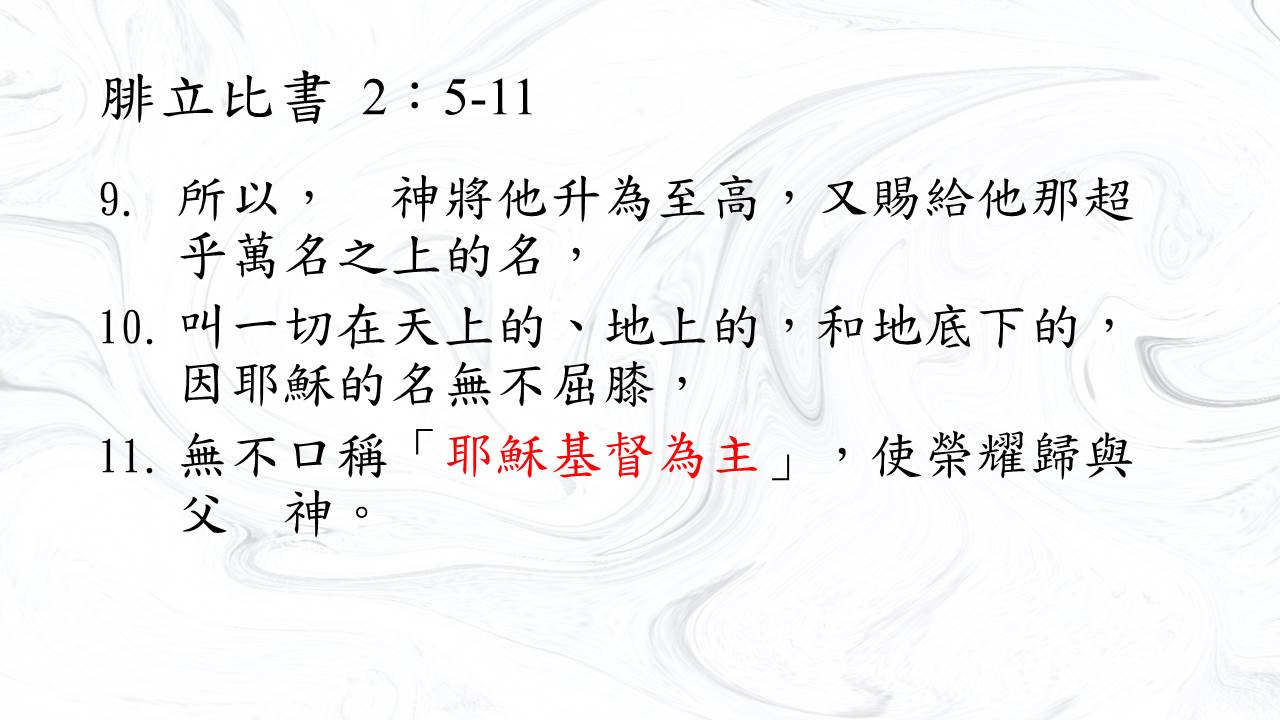 腓立比書 2：5-11
9. 所以，　神將他升為至高，又賜給他那超
乎萬名之上的名，
10. 叫一切在天上的、地上的，和地底下的，
因耶穌的名無不屈膝，
11. 無不口稱「耶穌基督為主」，使榮耀歸與
父　神。